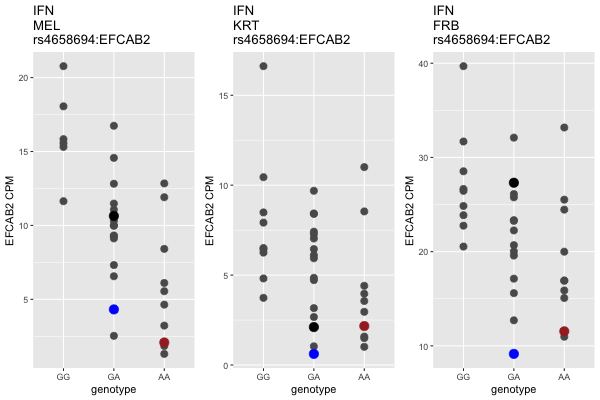 IFN
MEL
rs4658694:EFCAB2
20
15
10
5
EFCAB2 CPM
GG GA AA
genotype
IFN
KRT
rs4658694:EFCAB2
15
10
5
0
EFCAB2 CPM
GG GA AA
genotype
IFN
FRB
rs4658694:EFCAB2
40
30
20
10
EFCAB2 CPM
GG GA AA
genotype